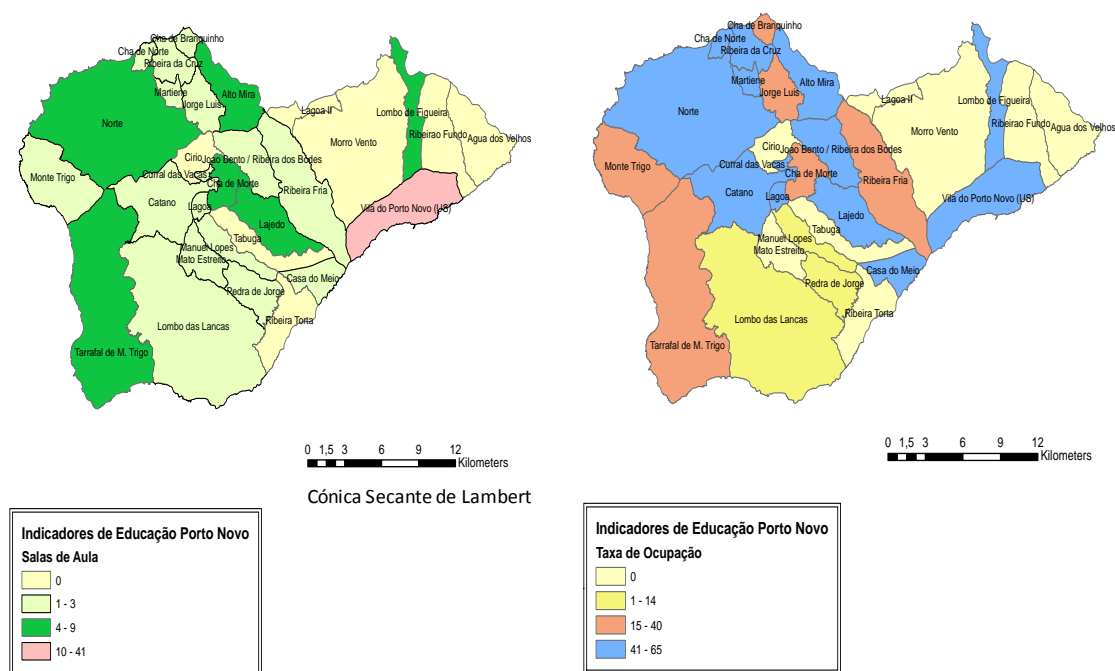 Cha de Branquinho
Cha de Norte
Ribeira da Cruz
Martiene
Alto Mira
Jorge Luis
Norte
Lagoa II
Lombo de Figueira
Ribeirao Fundo
Agua dos Velhos
Morro Vento
Cirio
João Bento / Ribeira dos Bodes
Curral das Vacas
Cha de Morte
Ribeira Fria
Monte Trigo
Catano
Lagoa
Vila do Porto Novo (US)
Lajedo
Tabuga
Manuel Lopes
Mato Estreito
Casa do Meio
Pedra de Jorge
Ribeira Torta
Lombo das Lancas
Tarrafal de M. Trigo
0 1,5 3 6 9 12
Kilometers
Cónica Secante de Lambert
Indicadores de Educação Porto Novo
Salas de Aula
0
1 - 3
4 - 9
10 - 41
Cha de Branquinho
Cha de Norte
Ribeira da Cruz
Martiene
Alto Mira
Jorge Luis
Norte
Lagoa II
Lombo de Figueira
Ribeirao Fundo
Agua dos Velhos
Morro Vento
Cirio
João Bento / Ribeira dos Bodes
Curral das Vacas
Cha de Morte
Ribeira Fria
Monte Trigo
Catano
Lagoa
Vila do Porto Novo (US)
Lajedo
Tabuga
Manuel Lopes
Mato Estreito
Casa do Meio
Pedra de Jorge
Ribeira Torta
Lombo das Lancas
Tarrafal de M. Trigo
0 1,5 3 6 9 12
Kilometers
Indicadores de Educação Porto Novo
Taxa de Ocupação
0
1 - 14
15 - 40
41 - 65